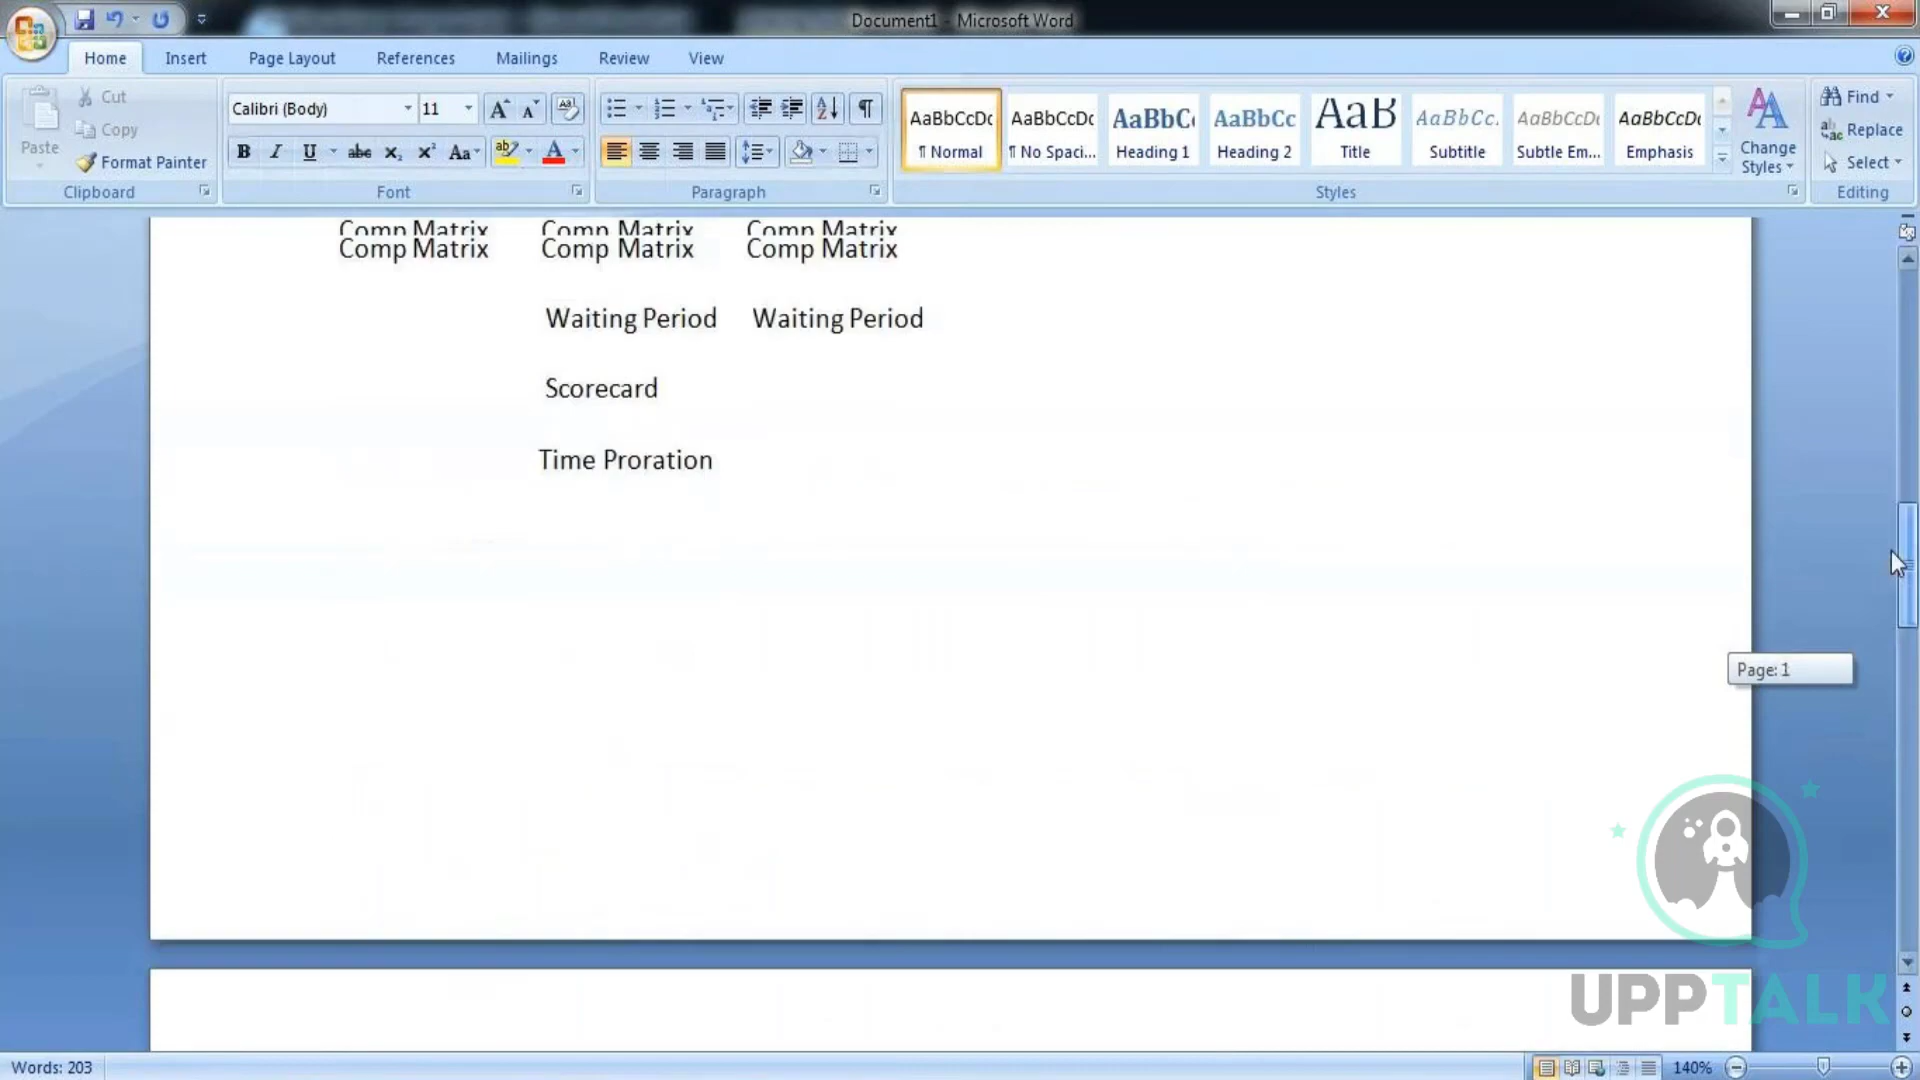 Document1 - Microsoft Word
Home Insert Page Layout References Mailings Review View
Paste
Cut
Copy
Format Painter
Clipboard
Calibri (Body) 11
Font
Paragraph
AaBbCcDc AaBbCcDc AaBbC AaBbCc AaB AaBbCc. AaBbCcDc AaBbCcDc
¶ Normal ¶ No Spaci... Heading 1 Heading 2 Title Subtitle Subtle Em... Emphasis
Change Styles
Styles
Find
Replace
Select
Editing
Comp Matrix Comp Matrix Comp Matrix
Comp Matrix Comp Matrix Comp Matrix
Waiting Period Waiting Period
Scorecard
Time Proration
Page: 1
UPPTALK
Words: 203
140%